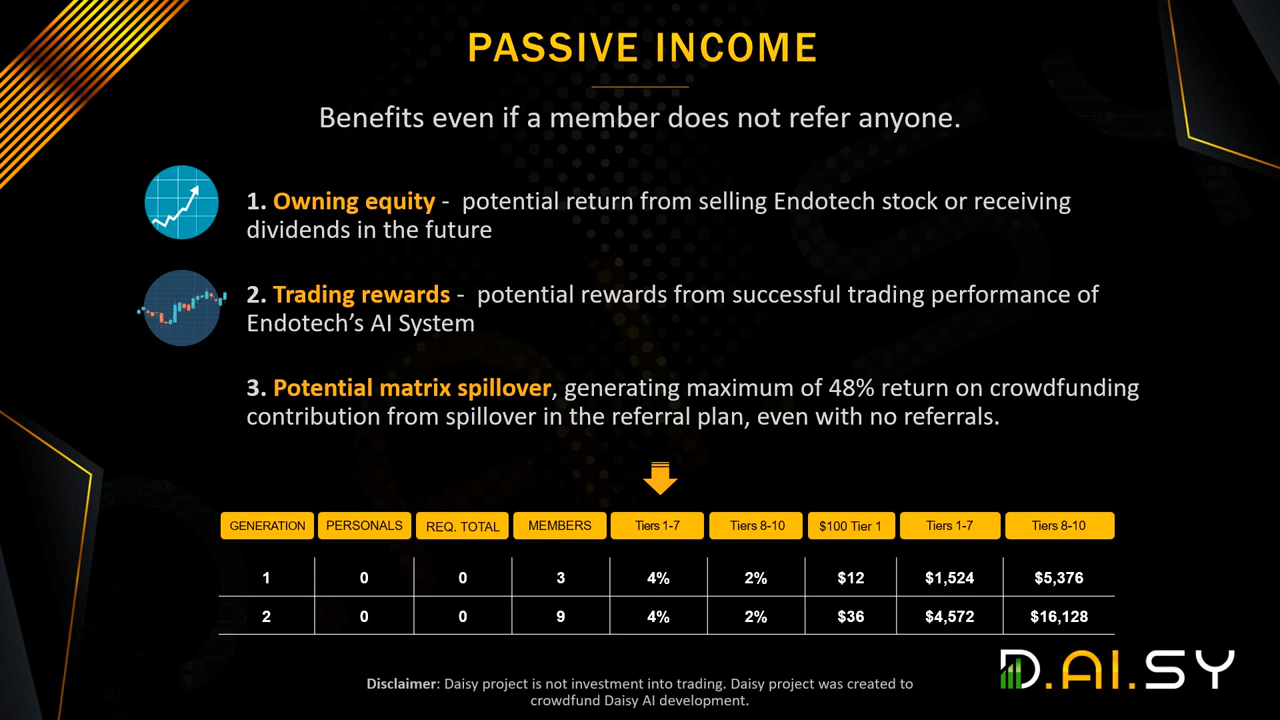 PASSIVE INCOME
Benefits even if a member does not refer anyone.
1. Owning equity - potential return from selling Endotech stock or receiving
dividends in the future
2. Trading rewards - potential rewards from successful trading performance of
Endotech’s AI System
3. Potential matrix spillover, generating maximum of 48% return on crowdfunding
contribution from spillover in the referral plan, even with no referrals.
GENERATION PERSONALS REQ. TOTAL MEMBERS Tiers 1-7 Tiers 8-10 $100 Tier 1 Tiers 1-7 Tiers 8-10
1 0 0 3 4% 2% $12 $1,524 $5,376
2 0 0 9 4% 2% $36 $4,572 $16,128
D.AI.SY
Disclaimer: Daisy project is not investment into trading. Daisy project was created to
crowdfund Daisy AI development.